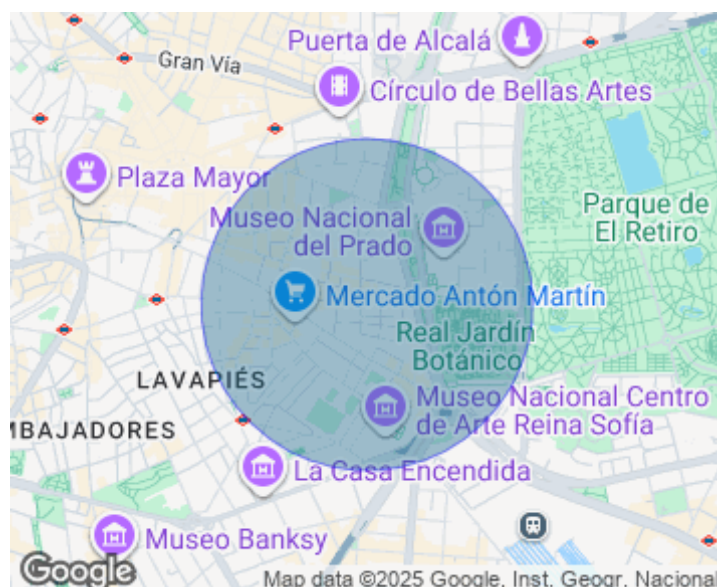 Puerta de Alcalá
Gran Vía
Círculo de Bellas Artes
Plaza Mayor
Museo Nacional
del Prado
Parque de
El Retiro
Mercado Antón Martín
Real Jardín
Botánico
LAVAPIÉS
Museo Nacional Centro
de Arte Reina Sofía
MBAJADORES
La Casa Encendida
Museo Banksy
Google
Map data ©2025 Google, Inst. Geogr. Nacional